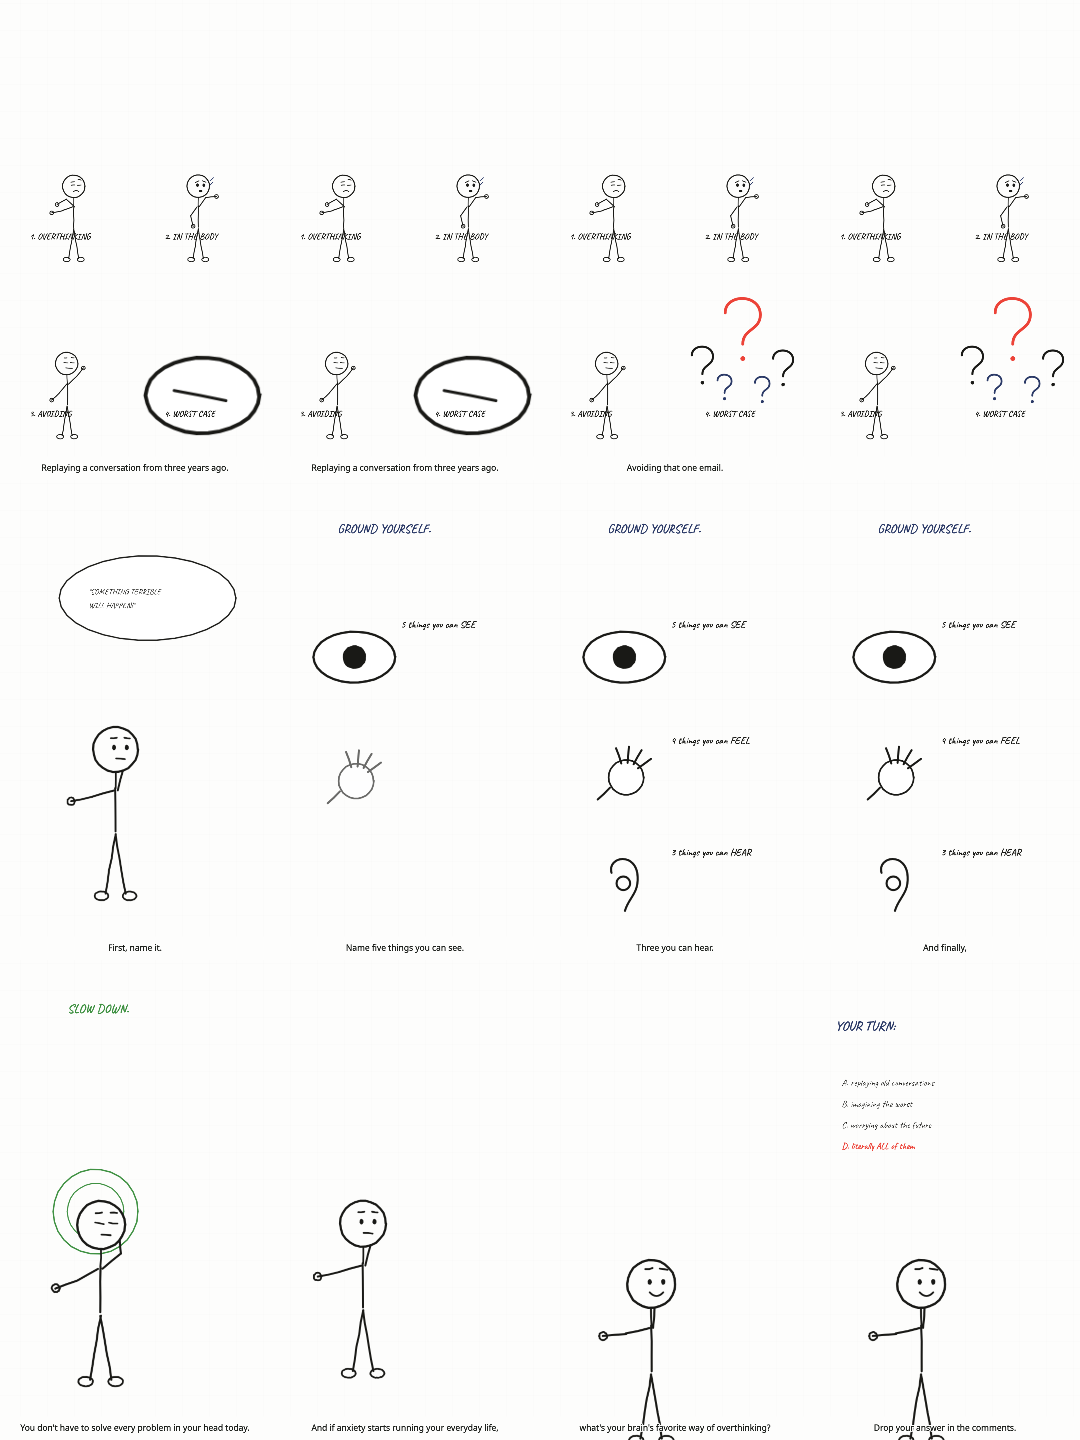 1. OVERTHINKING
2. IN THE BODY
1. OVERTHINKING
2. IN THE BODY
1. OVERTHINKING
2. IN THE BODY
1. OVERTHINKING
2. IN THE BODY
3. AVOIDING
4. WORST CASE
3. AVOIDING
4. WORST CASE
3. AVOIDING
4. WORST CASE
3. AVOIDING
4. WORST CASE
Replaying a conversation from three years ago.
Replaying a conversation from three years ago.
Avoiding that one email.
"SOMETHING TERRIBLE
WILL HAPPEN"
First, name it.
GROUND YOURSELF.
5 things you can SEE
Name five things you can see.
GROUND YOURSELF.
5 things you can SEE
4 things you can FEEL
3 things you can HEAR
Three you can hear.
GROUND YOURSELF.
5 things you can SEE
4 things you can FEEL
3 things you can HEAR
And finally,
SLOW DOWN.
You don't have to solve every problem in your head today.
And if anxiety starts running your everyday life,
what's your brain's favorite way of overthinking?
YOUR TURN:
A. replaying old conversations
B. imagining the worst
C. worrying about the future
D. literally ALL of them
Drop your answer in the comments.